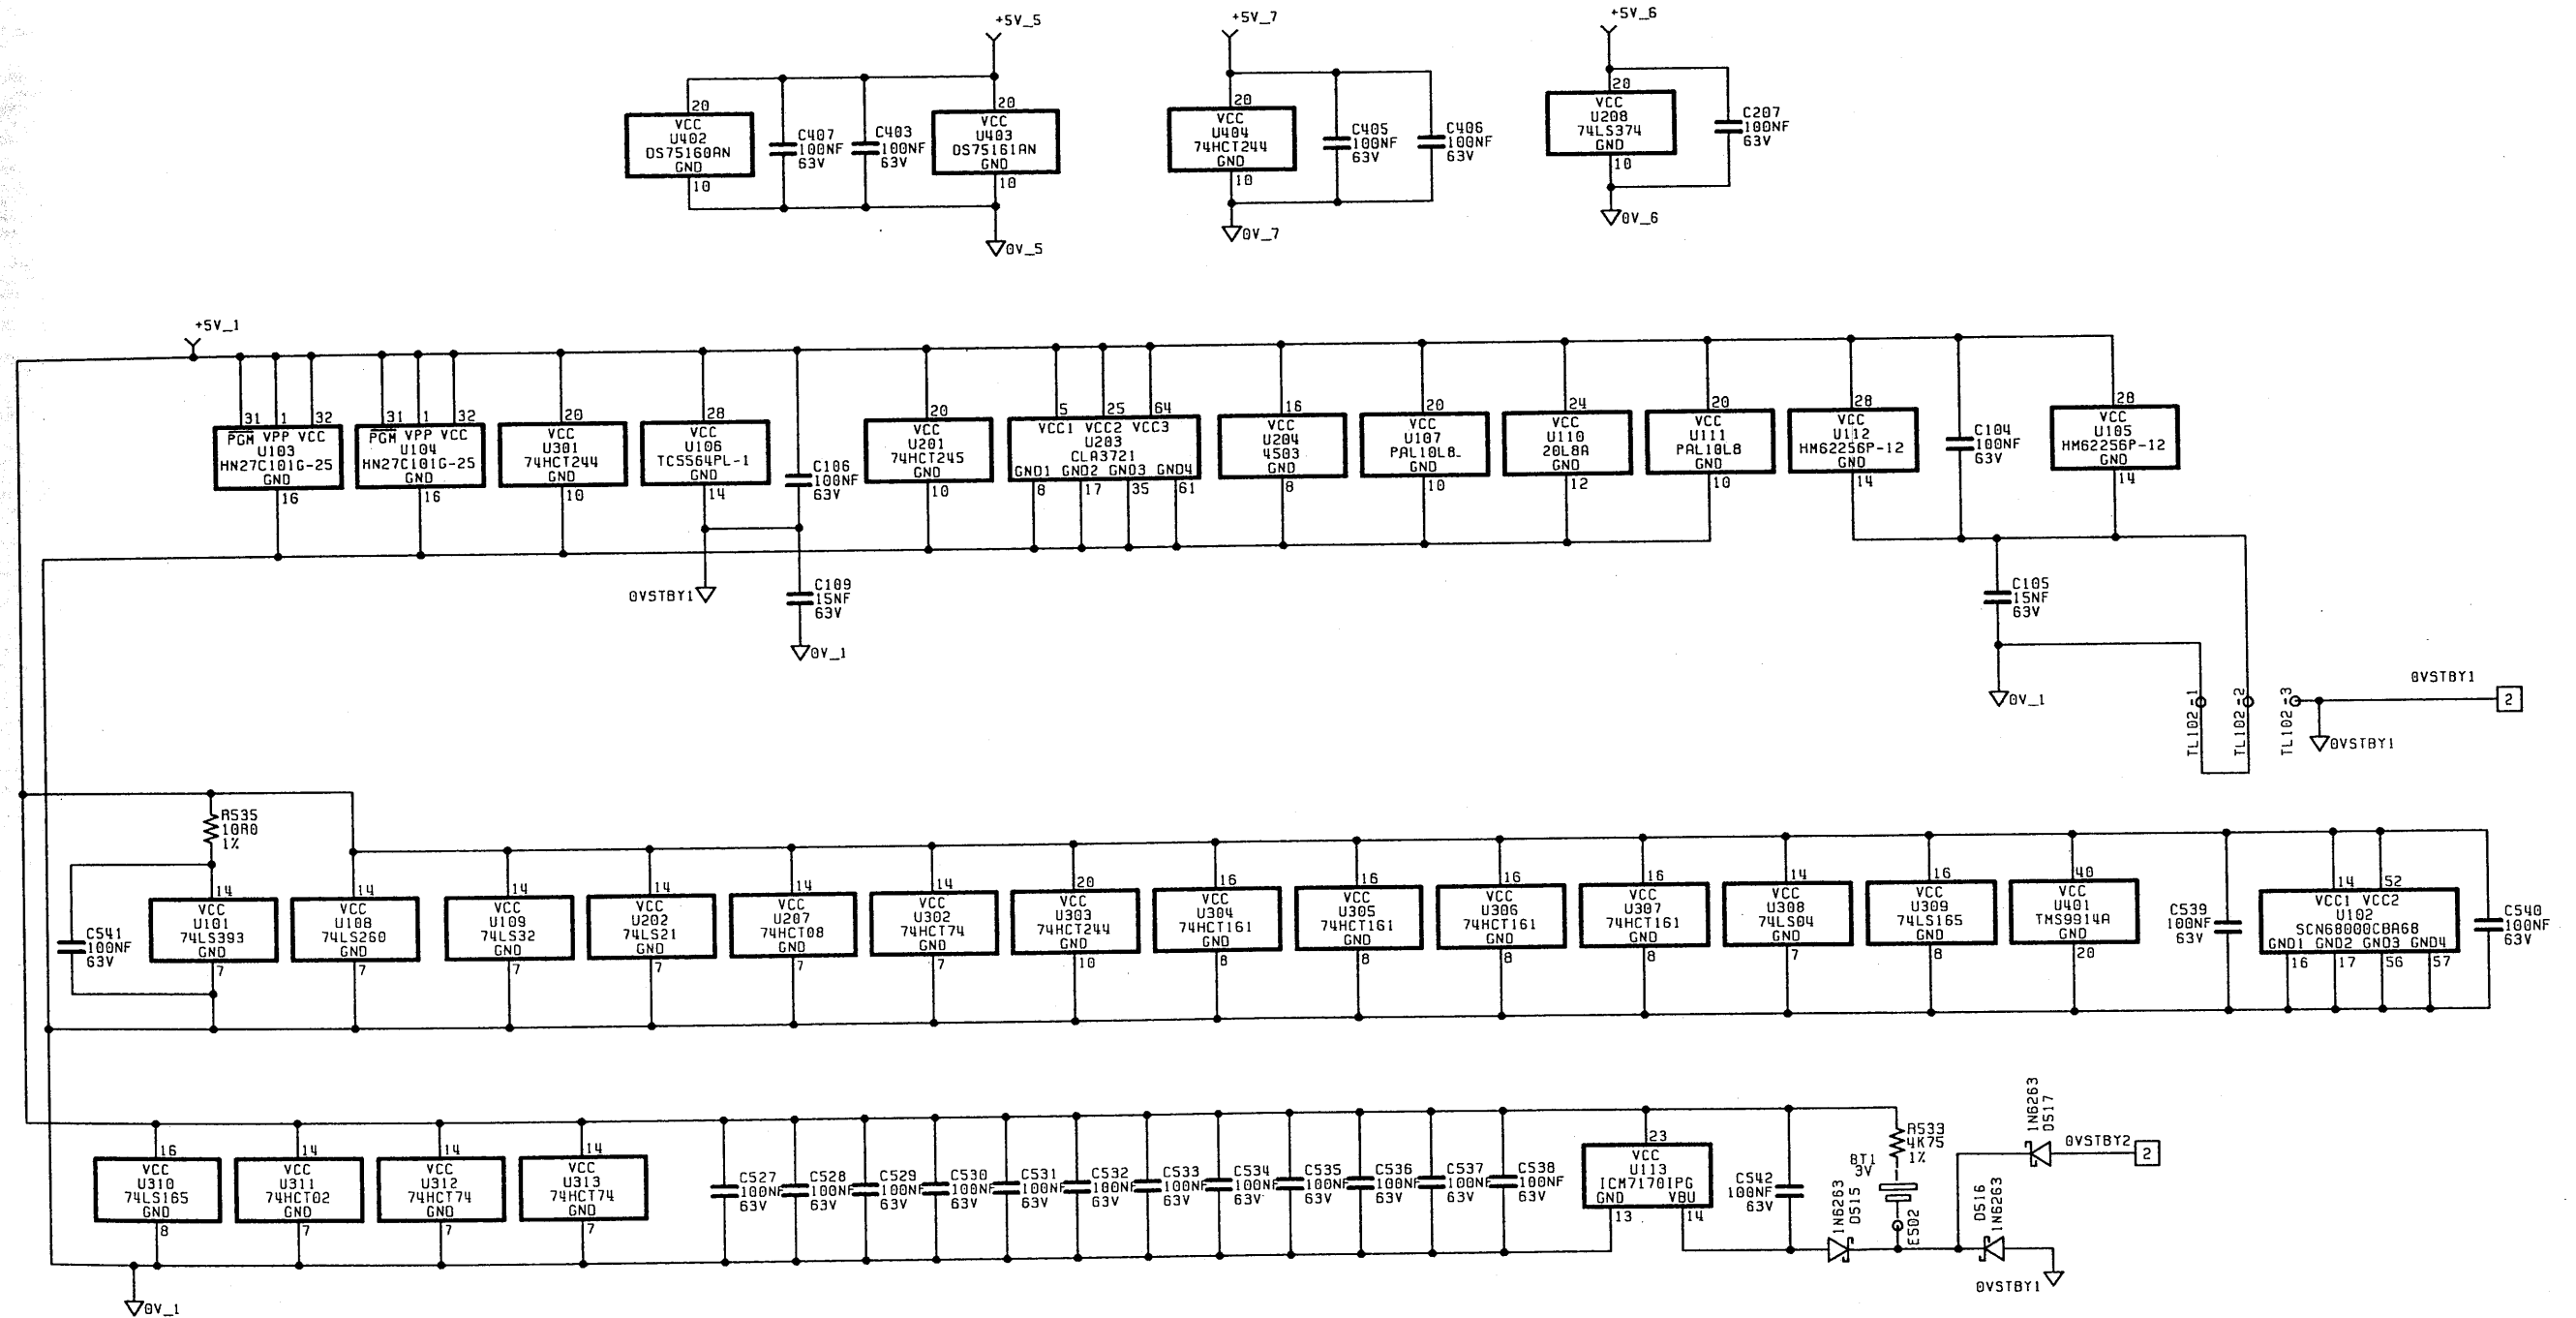 +5V_5
+5V_7
+5V_6
20
VCC
U402
DS75160AN
GND
10
C407
100NF
63V
C403
100NF
63V
20
VCC
U403
DS75161AN
GND
10
0V_5
20
VCC
U404
74HCT244
GND
10
0V_7
C405
100NF
63V
C406
100NF
63V
20
VCC
U208
74LS374
GND
10
0V_6
C207
100NF
63V
+5V_1
31 1 32
PGM VPP VCC
U103
HN27C101G-25
GND
16
31 1 32
PGM VPP VCC
U104
HN27C101G-25
GND
16
20
VCC
U301
74HCT244
GND
10
28
VCC
U106
TC5564PL-1
GND
14
0VSTBY1
C106
100NF
63V
C109
15NF
63V
0V_1
20
VCC
U201
74HCT245
GND
10
5 25 64
VCC1 VCC2 VCC3
U203
CLA3721
GND1 GND2 GND3 GND4
8 17 35 61
16
VCC
U204
4503
GND
8
20
VCC
U107
PAL10L8
GND
10
24
VCC
U110
20L8A
GND
12
20
VCC
U111
PAL10L8
GND
10
28
VCC
U112
HM62256P-12
GND
14
C104
100NF
63V
28
VCC
U105
HM62256P-12
GND
14
C105
15NF
63V
0V_1
TL102-1
TL102-2
TL102-3
0VSTBY1
2
0VSTBY1
R535
10R0
1%
C541
100NF
63V
14
VCC
U101
74LS393
GND
7
14
VCC
U108
74LS260
GND
7
14
VCC
U109
74LS32
GND
7
14
VCC
U202
74LS21
GND
7
14
VCC
U207
74HCT08
GND
7
14
VCC
U302
74HCT74
GND
7
20
VCC
U303
74HCT244
GND
10
16
VCC
U304
74HCT161
GND
8
16
VCC
U305
74HCT161
GND
8
16
VCC
U306
74HCT161
GND
8
16
VCC
U307
74HCT161
GND
8
14
VCC
U308
74LS04
GND
7
16
VCC
U309
74LS165
GND
8
40
VCC
U401
TMS9914A
GND
20
C539
100NF
63V
14 52
VCC1 VCC2
U102
SCN68000CBA68
GND1 GND2 GND3 GND4
16 17 56 57
C540
100NF
63V
16
VCC
U310
74LS165
GND
8
14
VCC
U311
74HCT02
GND
7
14
VCC
U312
74HCT74
GND
7
14
VCC
U313
74HCT74
GND
7
0V_1
C527
100NF
63V
C528
100NF
63V
C529
100NF
63V
C530
100NF
63V
C531
100NF
63V
C532
100NF
63V
C533
100NF
63V
C534
100NF
63V
C535
100NF
63V
C536
100NF
63V
C537
100NF
63V
C538
100NF
63V
23
VCC
U113
ICM7170IPG
GND VBU
13 14
C542
100NF
63V
1N6263
D515
R533
4K75
1%
BT1
3V
E502
1N6263
D517
0VSTBY2
2
D516
1N6263
0VSTBY1